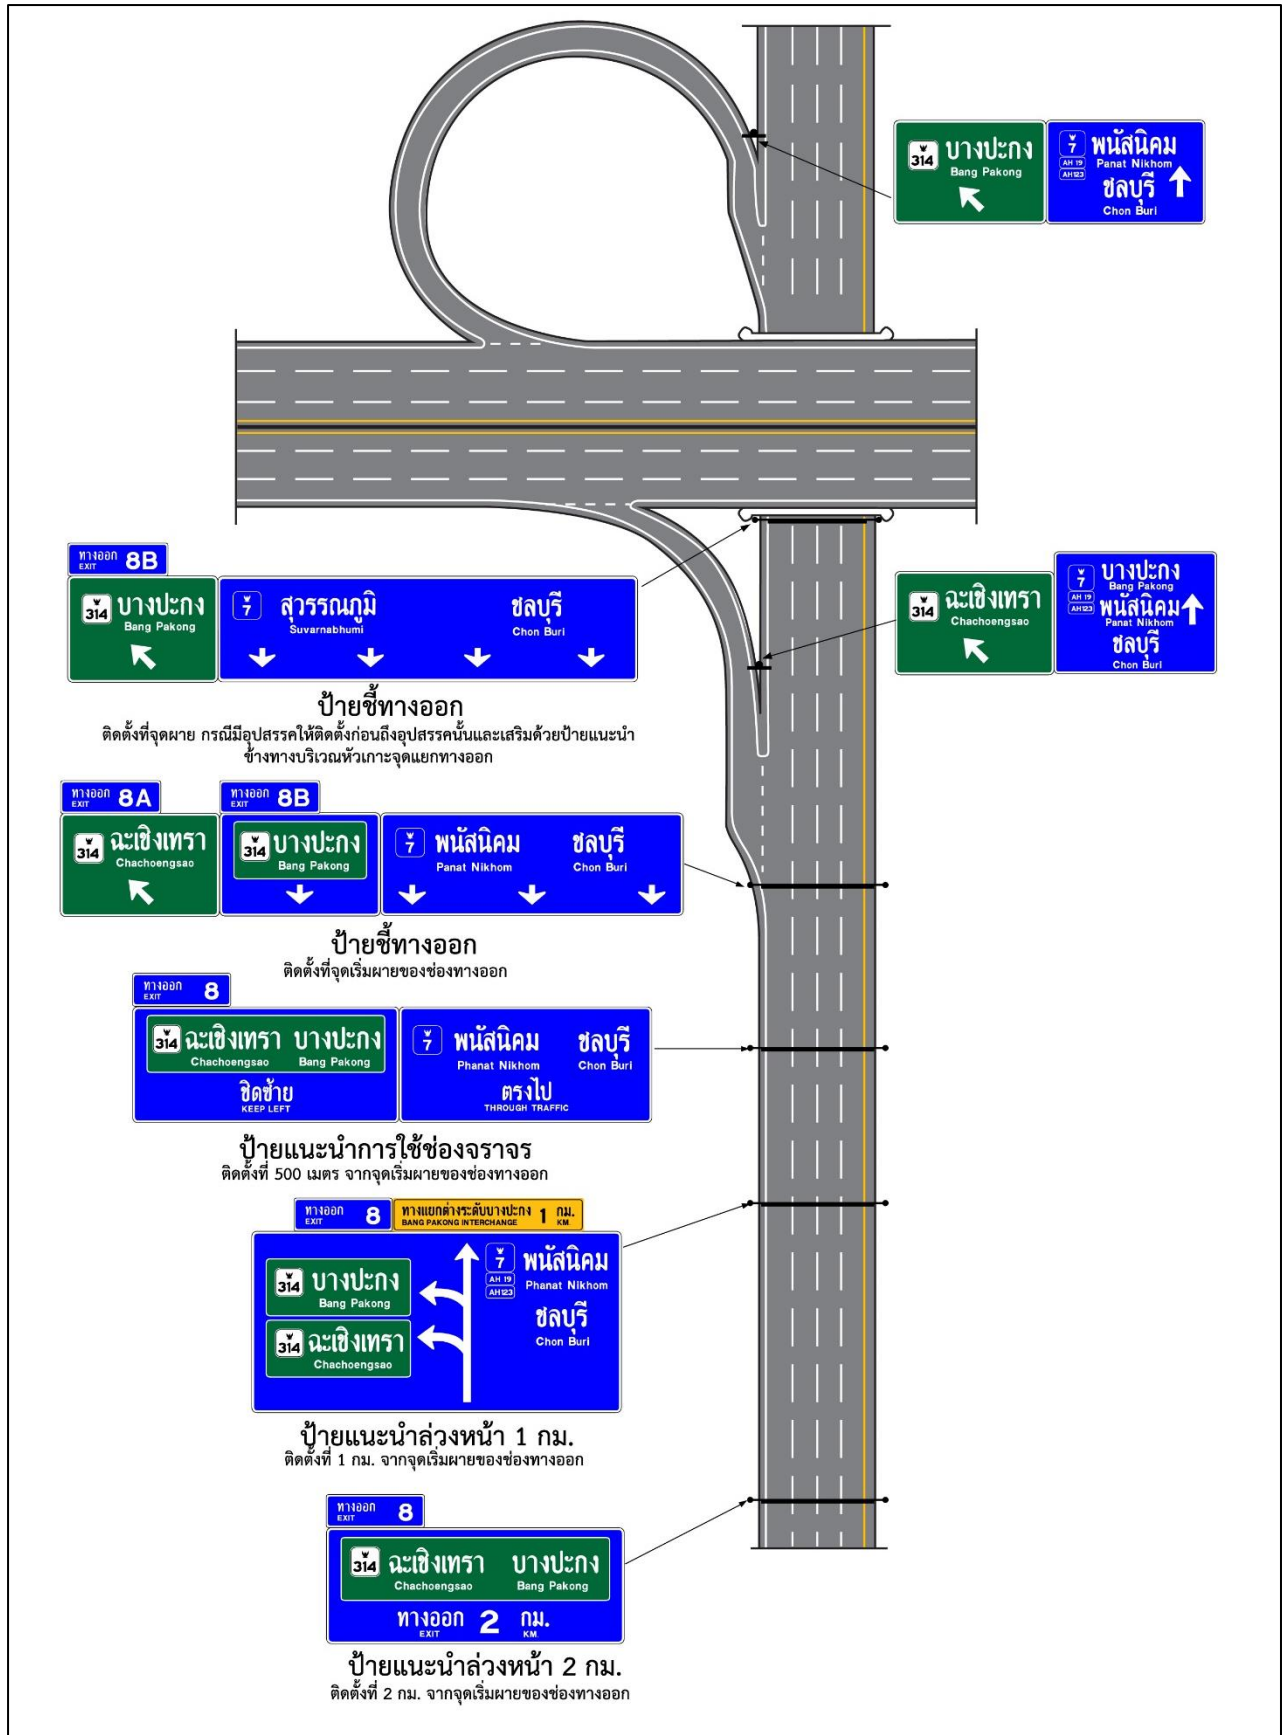 314 บางปะกง
Bang Pakong
7 พนัสนิคม
AH 19 Panat Nikhom
AH123
ชลบุรี
Chon Buri
ทางออก 8B
EXIT
314 บางปะกง
Bang Pakong
7 สุวรรณภูมิ ชลบุรี
Suvarnabhumi Chon Buri
ป้ายชี้ทางออก
ติดตั้งที่จุดผาย กรณีมีอุปสรรคให้ติดตั้งก่อนถึงอุปสรรคนั้นและเสริมด้วยป้ายแนะนำ
ข้างทางบริเวณหัวเกาะจุดแยกทางออก
314 ฉะเชิงเทรา
Chachoengsao
7 บางปะกง
Bang Pakong
AH 19
AH123 พนัสนิคม
Panat Nikhom
ชลบุรี
Chon Buri
ทางออก 8A
EXIT
314 ฉะเชิงเทรา
Chachoengsao
ทางออก 8B
EXIT
314 บางปะกง
Bang Pakong
7 พนัสนิคม ชลบุรี
Panat Nikhom Chon Buri
ป้ายชี้ทางออก
ติดตั้งที่จุดเริ่มผายของช่องทางออก
ทางออก 8
EXIT
314 ฉะเชิงเทรา บางปะกง
Chachoengsao Bang Pakong
ชิดซ้าย
KEEP LEFT
7 พนัสนิคม ชลบุรี
Phanat Nikhom Chon Buri
ตรงไป
THROUGH TRAFFIC
ป้ายแนะนำการใช้ช่องจราจร
ติดตั้งที่ 500 เมตร จากจุดเริ่มผายของช่องทางออก
ทางออก 8
EXIT
ทางแยกต่างระดับบางปะกง 1 กม.
BANG PAKONG INTERCHANGE KM.
314 บางปะกง
Bang Pakong
314 ฉะเชิงเทรา
Chachoengsao
7 พนัสนิคม
AH 19 Phanat Nikhom
AH123
ชลบุรี
Chon Buri
ป้ายแนะนำล่วงหน้า 1 กม.
ติดตั้งที่ 1 กม. จากจุดเริ่มผายของช่องทางออก
ทางออก 8
EXIT
314 ฉะเชิงเทรา บางปะกง
Chachoengsao Bang Pakong
ทางออก 2 กม.
EXIT KM.
ป้ายแนะนำล่วงหน้า 2 กม.
ติดตั้งที่ 2 กม. จากจุดเริ่มผายของช่องทางออก